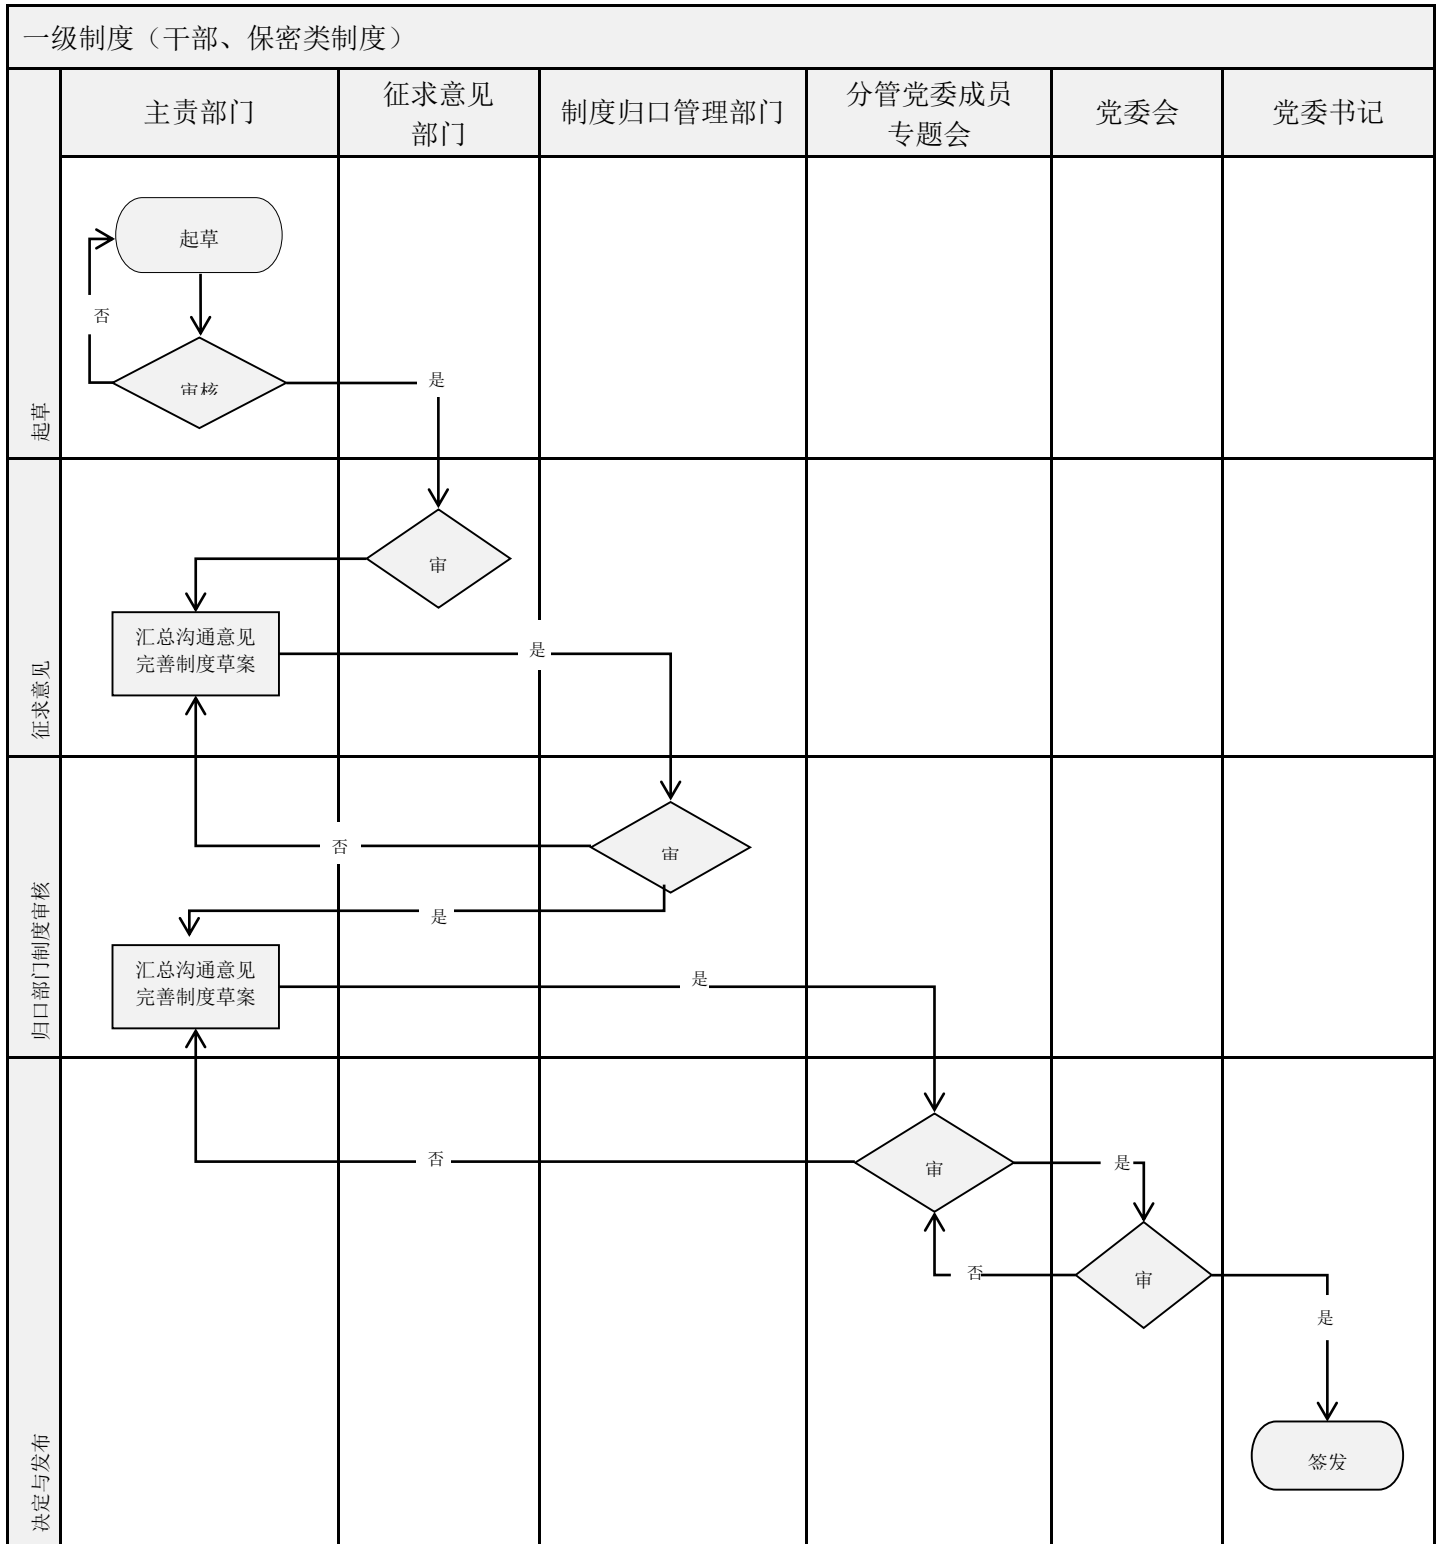 一级制度（干部、保密类制度）
主责部门
征求意见
部门
制度归口管理部门
分管党委成员
专题会
党委会
党委书记
起草
否
审核
是
起草
审
汇总沟通意见
完善制度草案
是
征求意见
审
否
是
汇总沟通意见
完善制度草案
是
归口部门制度审核
审
否
是
审
否
是
签发
决定与发布